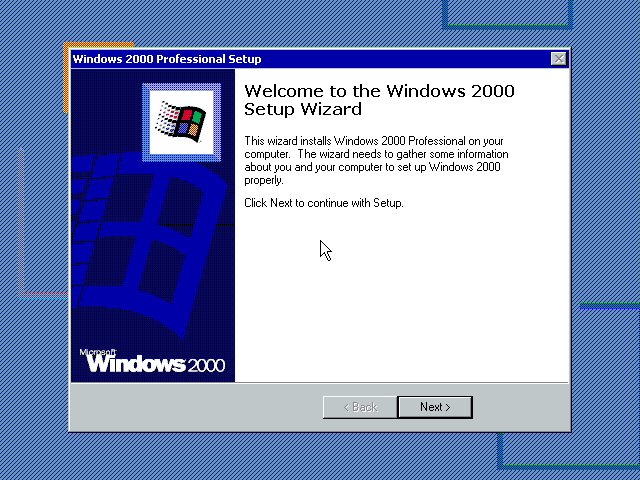 Windows 2000 Professional Setup
Welcome to the Windows 2000
Setup Wizard
This wizard installs Windows 2000 Professional on your
computer.  The wizard needs to gather some information
about you and your computer to set up Windows 2000
properly.
Click Next to continue with Setup.
Microsoft
Windows 2000
< Back
Next >